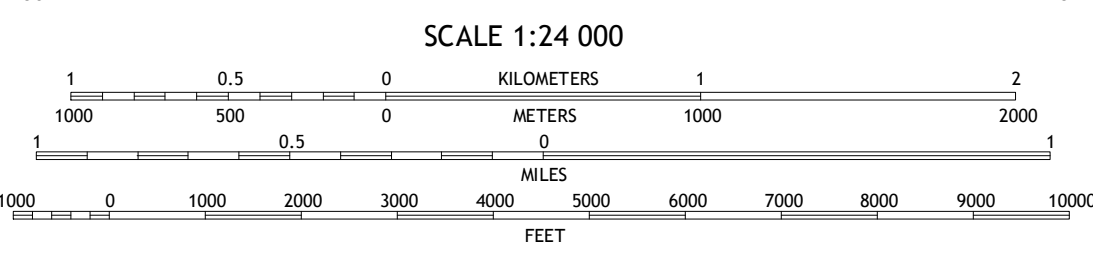 SCALE 1:24 000
1 0.5 0 KILOMETERS 1 2
1000 500 0 METERS 1000 2000
1 0.5 0 1
MILES
1000 0 1000 2000 3000 4000 5000 6000 7000 8000 9000 10000
FEET